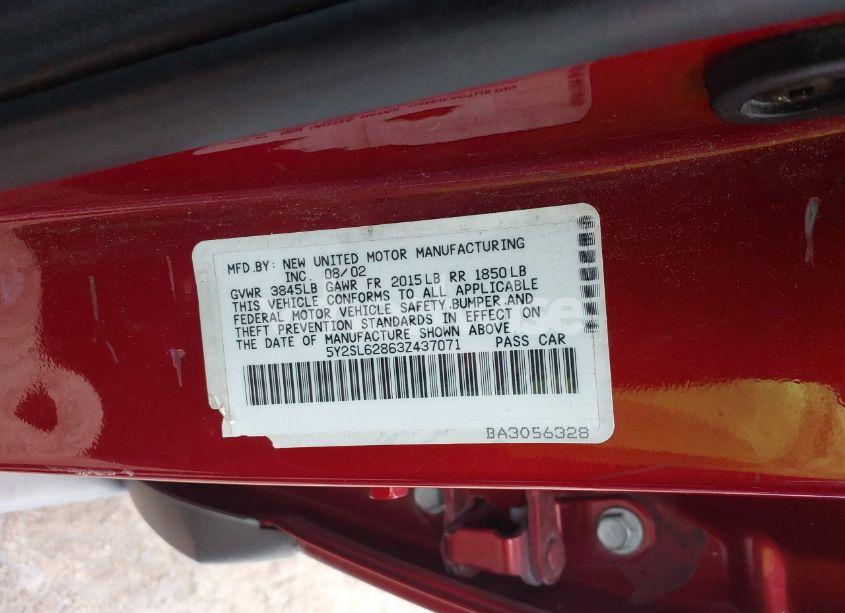 MFD.BY: NEW UNITED MOTOR MANUFACTURING
INC. 08/02
GVWR 3845LB GAWR FR 2015LB RR 1850LB
THIS VEHICLE CONFORMS TO ALL APPLICABLE
FEDERAL MOTOR VEHICLE SAFETY,BUMPER,AND
THEFT PREVENTION STANDARDS IN EFFECT ON
THE DATE OF MANUFACTURE SHOWN ABOVE.
5Y2SL62863Z437071 PASS CAR
BA3056328